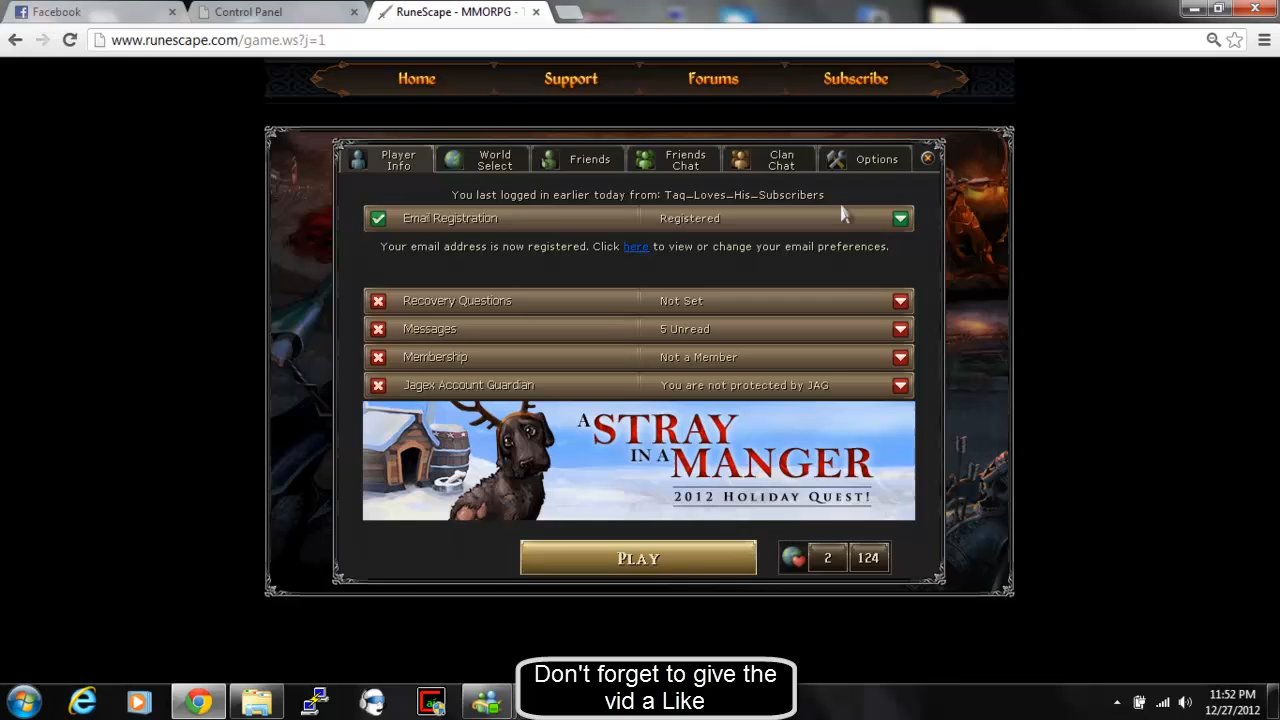 Facebook
Control Panel
RuneScape - MMORPG - T
www.runescape.com/game.ws?j=1
Home
Support
Forums
Subscribe
Player Info
World Select
Friends
Friends Chat
Clan Chat
Options
You last logged in earlier today from: Taq_Loves_His_Subscribers
Email Registration
Registered
Your email address is now registered. Click here to view or change your email preferences.
Recovery Questions
Not Set
Messages
5 Unread
Membership
Not a Member
Jagex Account Guardian
You are not protected by JAG
A STRAY
IN A MANGER
2012 HOLIDAY QUEST!
PLAY
2
124
Don't forget to give the
vid a Like
11:52 PM
12/27/2012